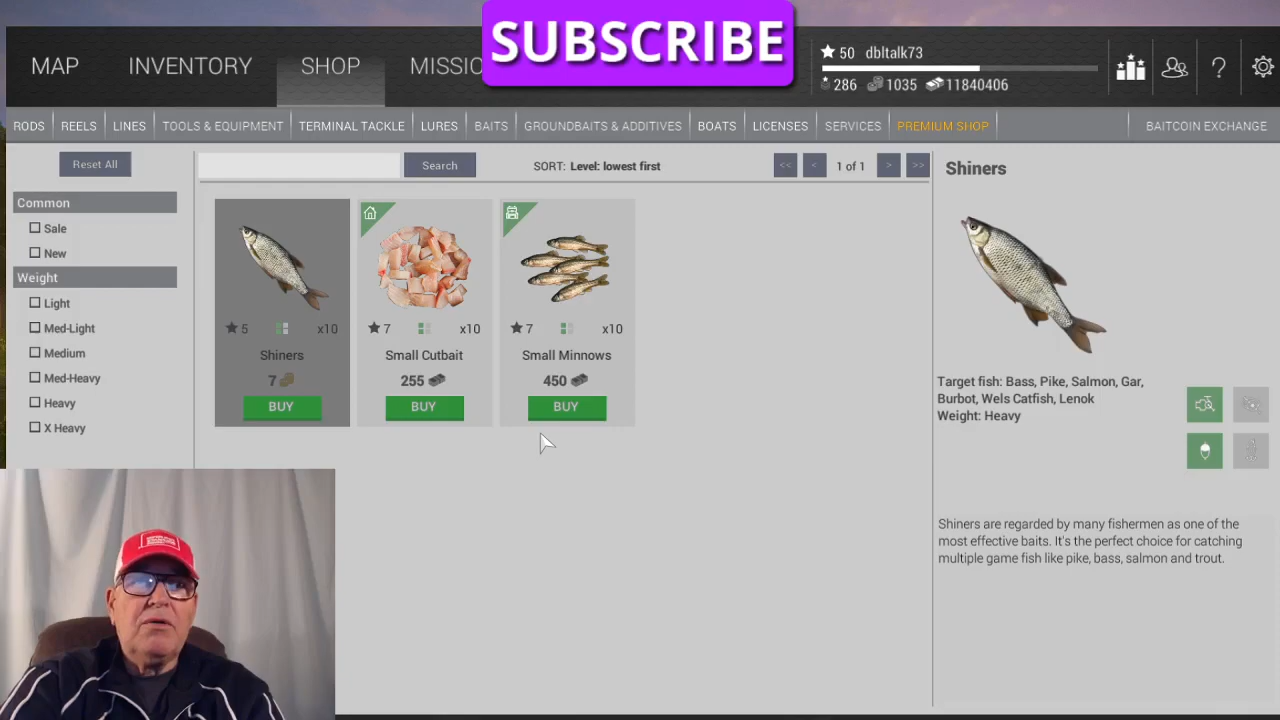 SUBSCRIBE
MAP
INVENTORY
SHOP
MISSIO
50 dbltalk73
286 1035 11840406
RODS
REELS
LINES
TOOLS & EQUIPMENT
TERMINAL TACKLE
LURES
BAITS
GROUNDBAITS & ADDITIVES
BOATS
LICENSES
SERVICES
PREMIUM SHOP
BAITCOIN EXCHANGE
Reset All
Common
Sale
New
Weight
Light
Med-Light
Medium
Med-Heavy
Heavy
X Heavy
Search
SORT: Level: lowest first
<< < 1 of 1 > >>
5 x10
Shiners
7
BUY
7 x10
Small Cutbait
255
BUY
7 x10
Small Minnows
450
BUY
Shiners
Target fish: Bass, Pike, Salmon, Gar,
Burbot, Wels Catfish, Lenok
Weight: Heavy
Shiners are regarded by many fishermen as one of the
most effective baits. It's the perfect choice for catching
multiple game fish like pike, bass, salmon and trout.